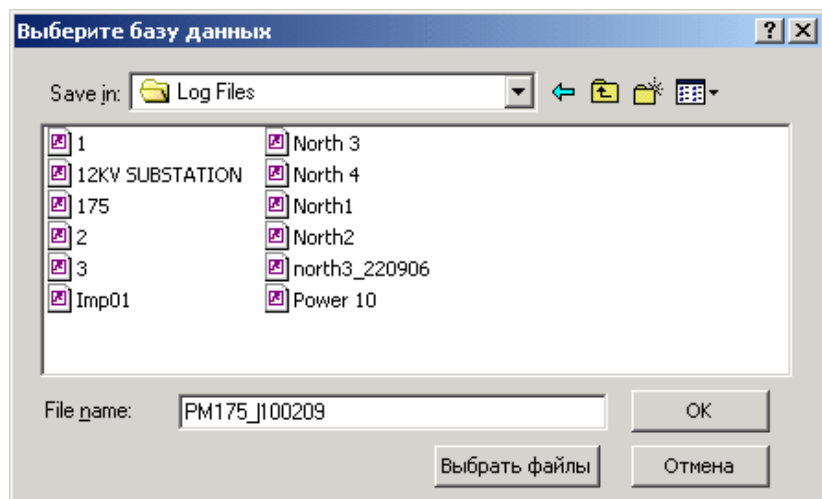 Выберите базу данных
Save in: Log Files
1
12KV SUBSTATION
175
2
3
Imp01
North 3
North 4
North1
North2
north3_220906
Power 10
File name: PM175_J100209 OK
Выбрать файлы Отмена